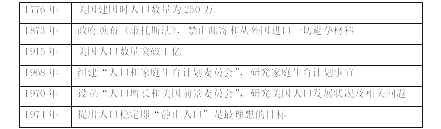 1776年 美国建国时人口数量为250万
1873年 政府颁布《康托斯法》，禁止邮寄和从外国进口一切避孕材料
1915年 美国人口数量突破1亿
1968年 组建“人口和家庭生育计划委员会”，研究家庭生育计划事宜
1970年 设立“人口增长和美国前景委员会”，研究美国人口发展状况及相关问题
1971年 提出人口稳定即“静止人口”是最理想的目标